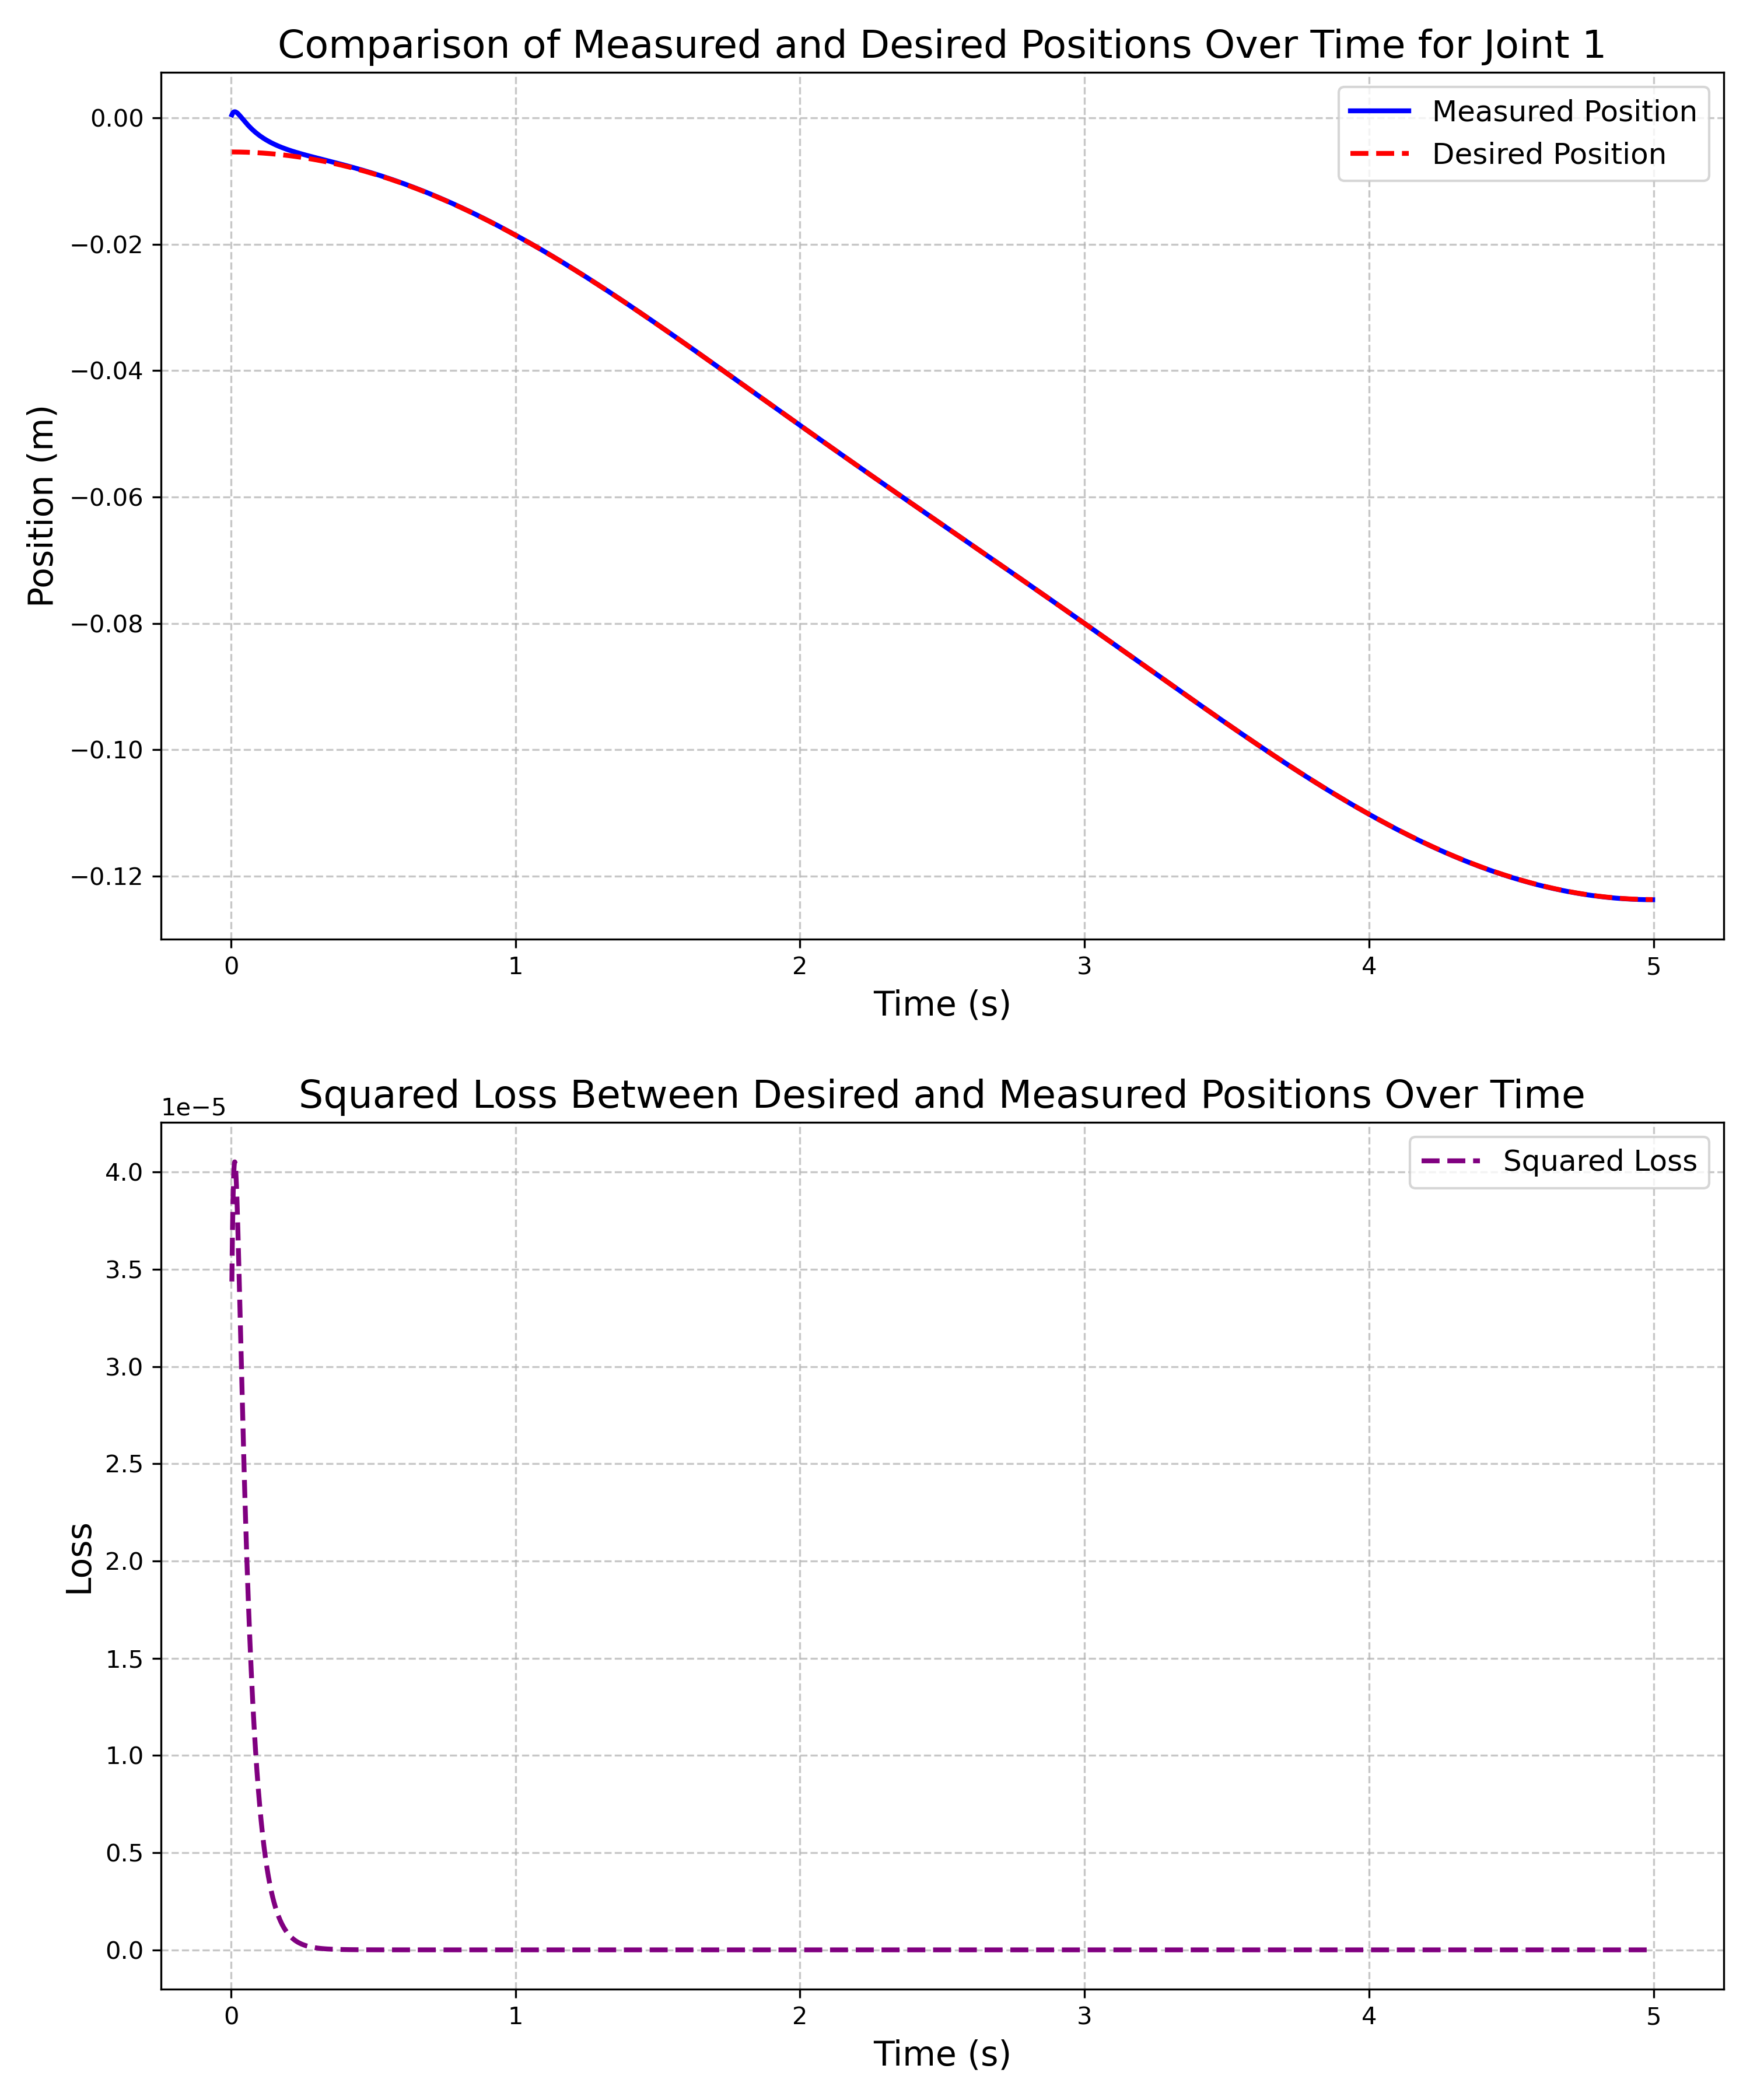 Comparison of Measured and Desired Positions Over Time for Joint 1
Measured Position
Desired Position
0.00
−0.02
−0.04
−0.06
−0.08
−0.10
−0.12
Position (m)
0 1 2 3 4 5
Time (s)
Squared Loss Between Desired and Measured Positions Over Time
1e−5
Squared Loss
4.0
3.5
3.0
2.5
2.0
1.5
1.0
0.5
0.0
Loss
0 1 2 3 4 5
Time (s)